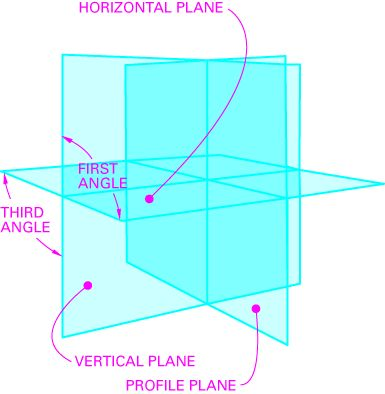 HORIZONTAL PLANE
FIRST
ANGLE
THIRD
ANGLE
VERTICAL PLANE
PROFILE PLANE